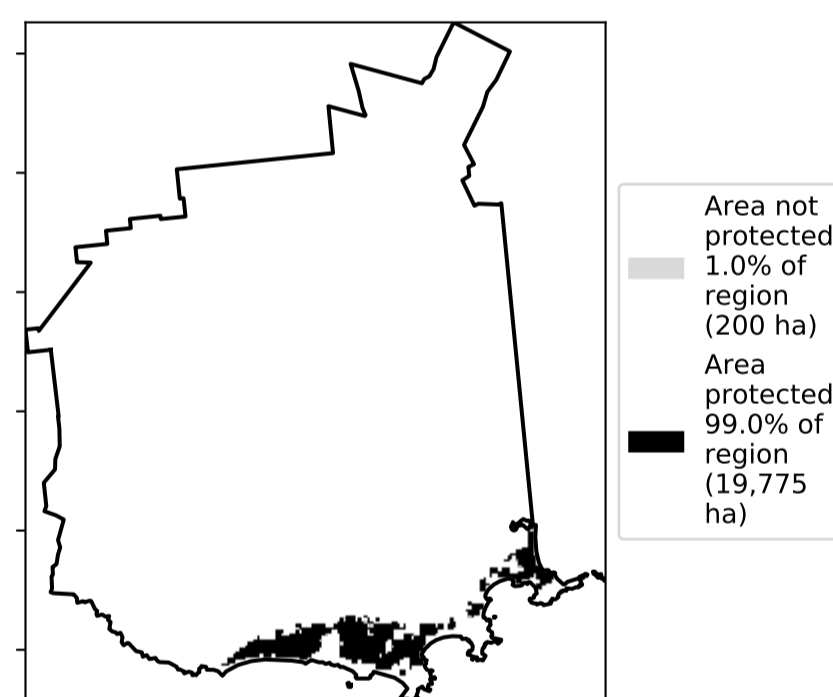 Area not
protected
1.0% of
region
(200 ha)
Area
protected
99.0% of
region
(19,775
ha)